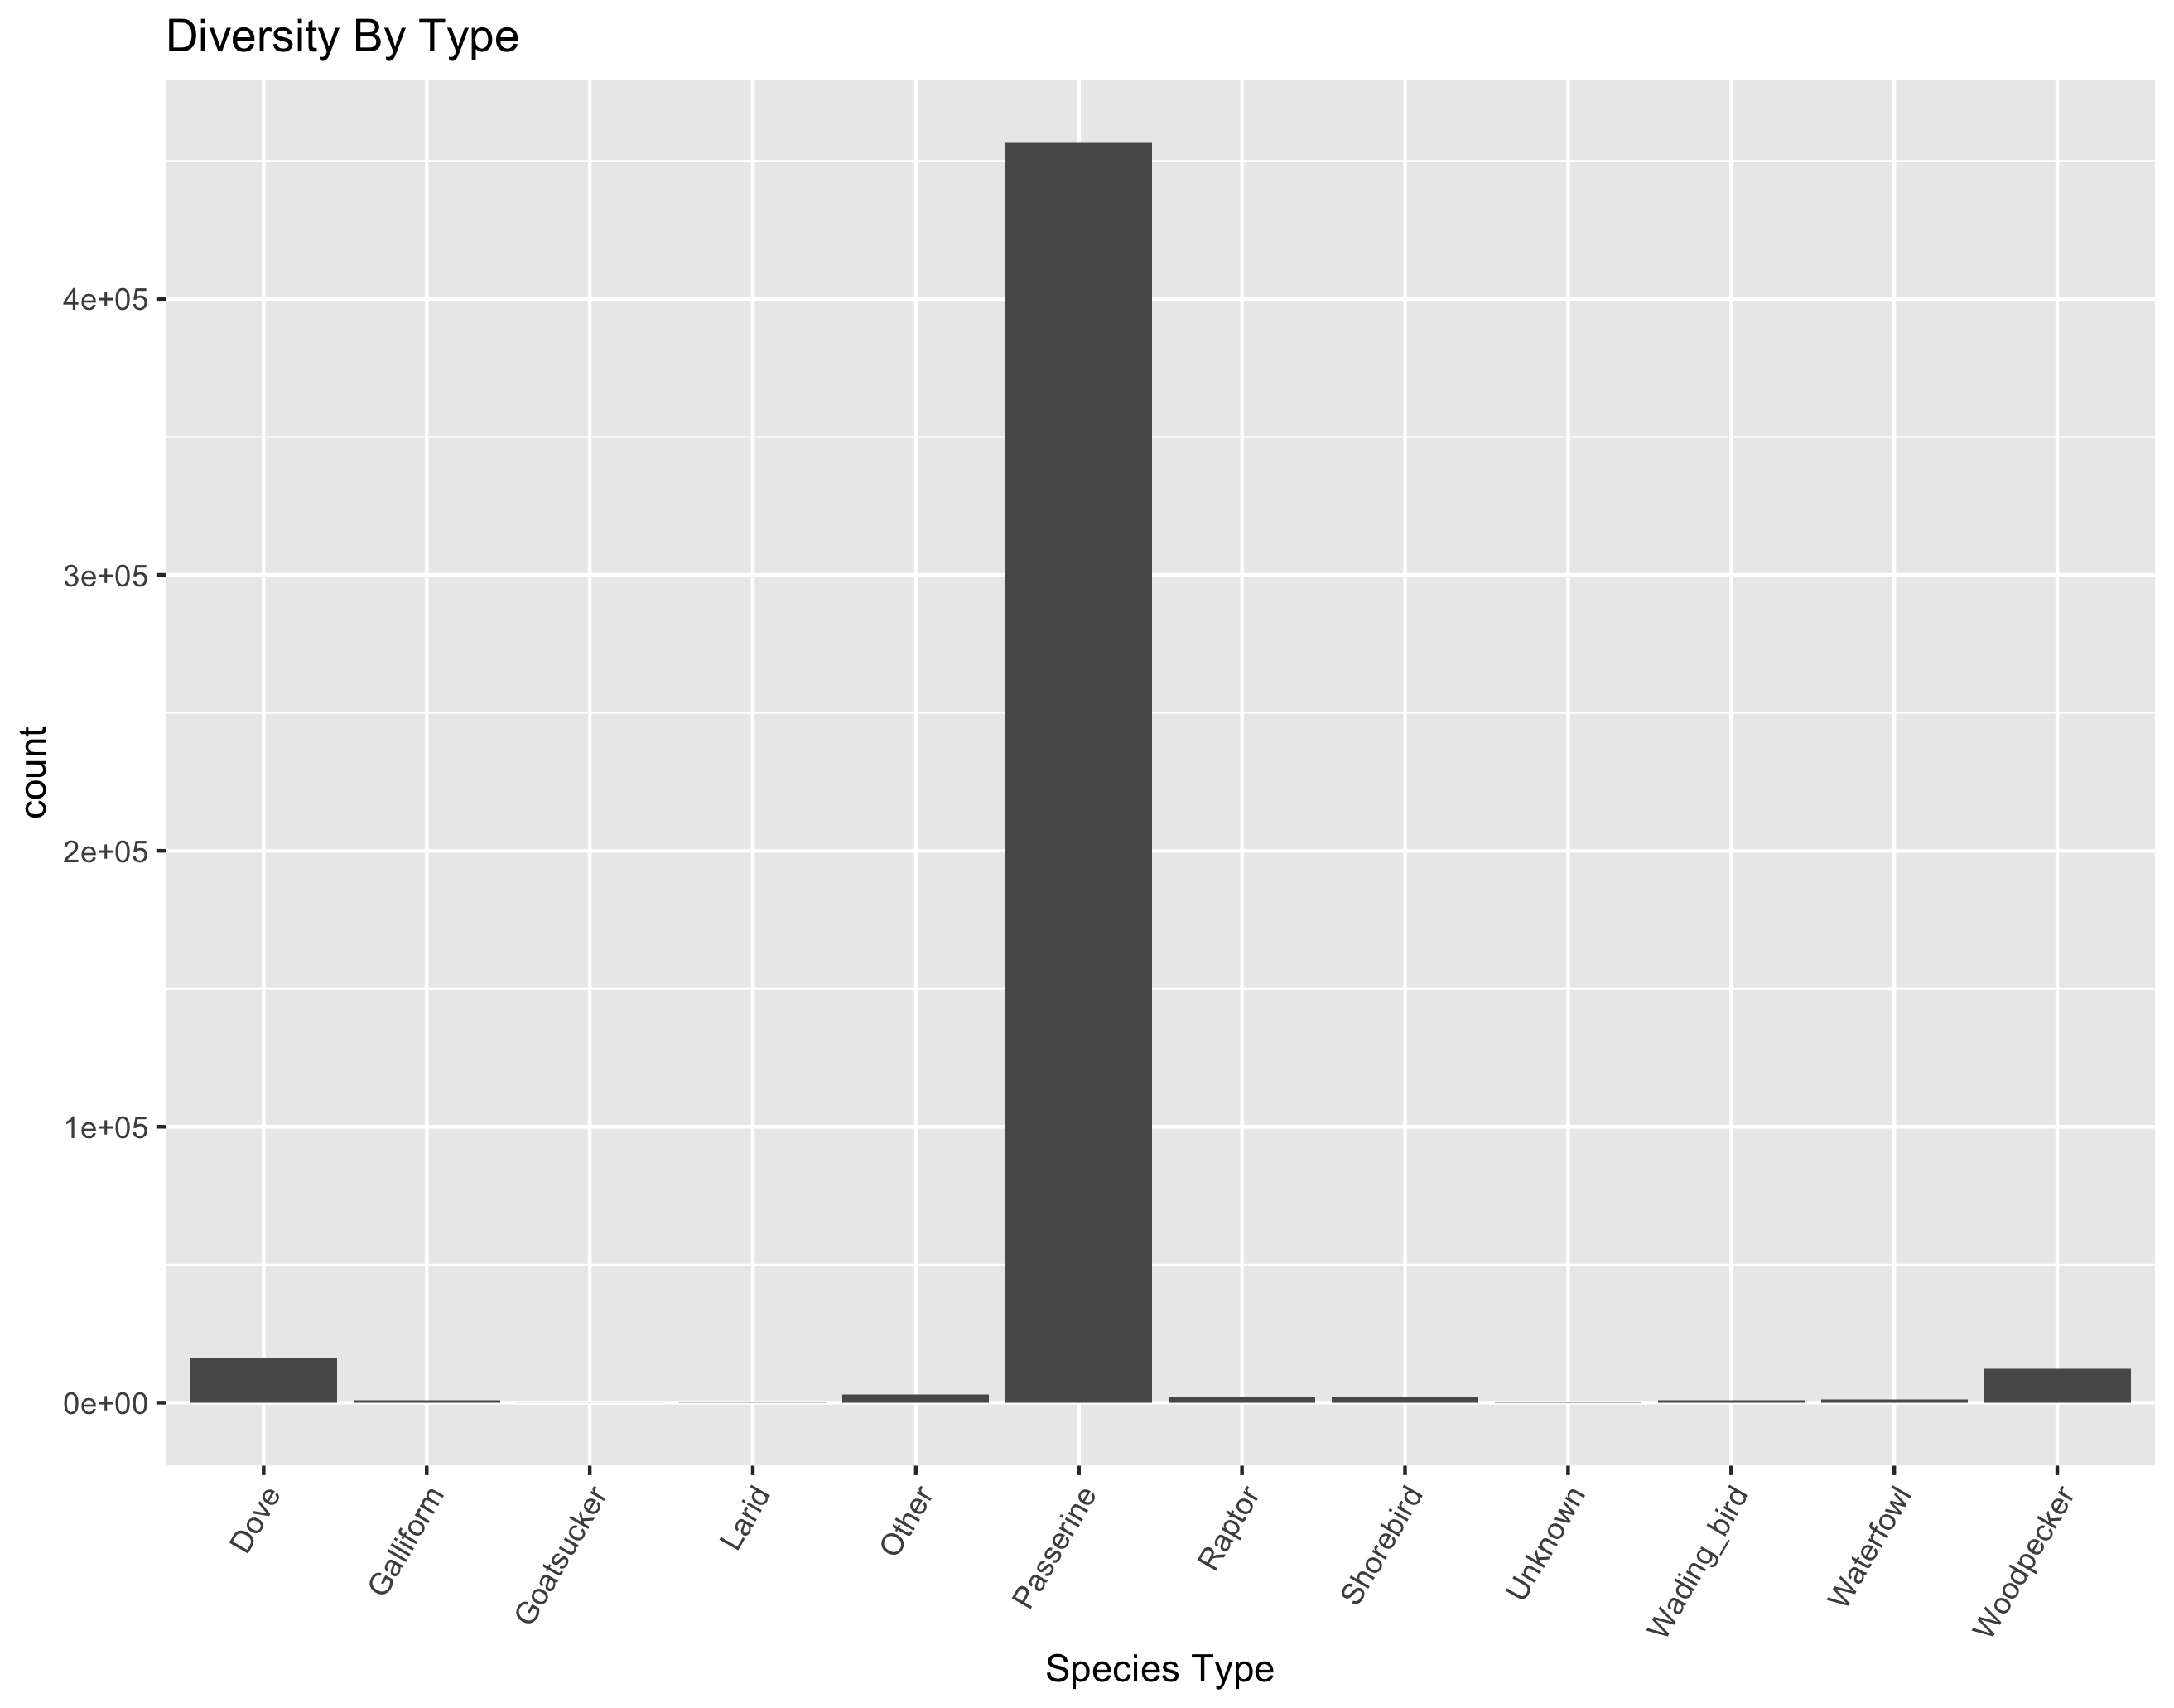 Diversity By Type
count
4e+05
3e+05
2e+05
1e+05
0e+00
Dove
Galliform
Goatsucker
Larid
Other
Passerine
Raptor
Shorebird
Unknown
Wading_bird
Waterfowl
Woodpecker
Species Type